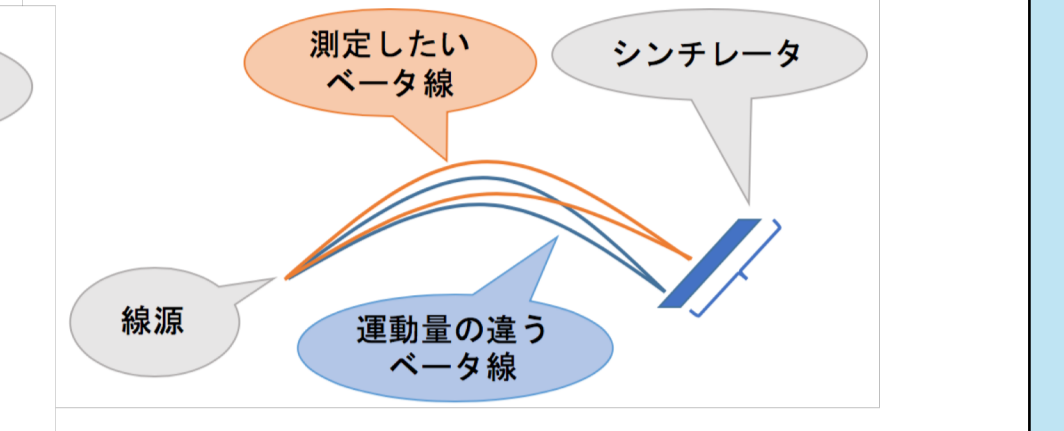 測定したい
ベータ線
シンチレータ
線源
運動量の違う
ベータ線